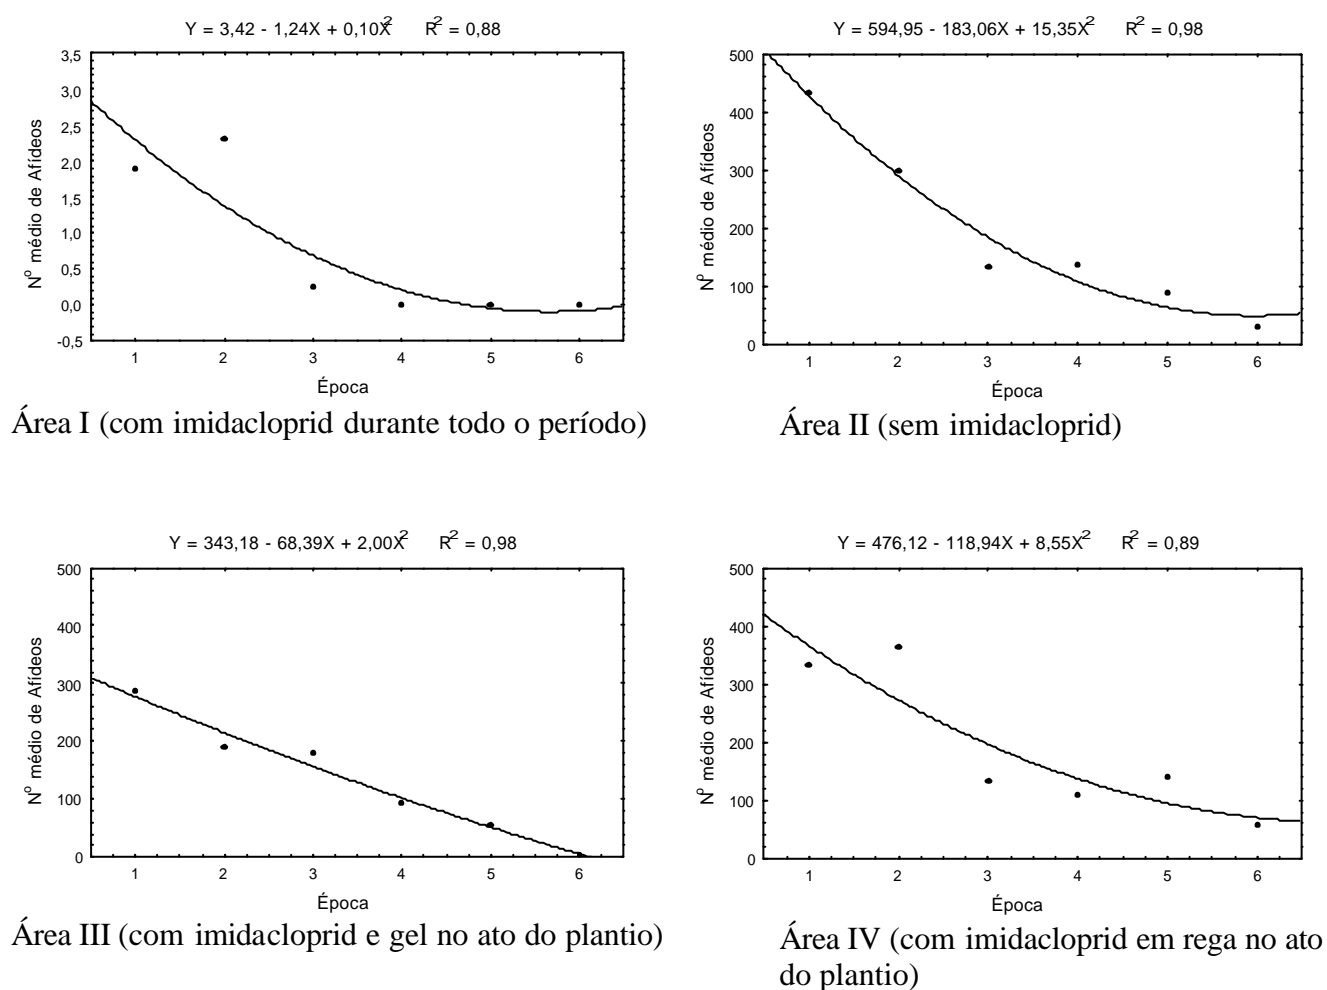 Y = 3,42 - 1,24X + 0,10X² R² = 0,88
3,5
3,0
2,5
2,0
1,5
1,0
0,5
0,0
-0,5
Nº médio de Afídeos
1 2 3 4 5 6
Época
Área I (com imidacloprid durante todo o período)
Y = 594,95 - 183,06X + 15,35X² R² = 0,98
500
400
300
200
100
0
Nº médio de Afídeos
1 2 3 4 5 6
Época
Área II (sem imidacloprid)
Y = 343,18 - 68,39X + 2,00X² R² = 0,98
500
400
300
200
100
0
Nº médio de Afídeos
1 2 3 4 5 6
Época
Área III (com imidacloprid e gel no ato do plantio)
Y = 476,12 - 118,94X + 8,55X² R² = 0,89
500
400
300
200
100
0
Nº médio de Afídeos
1 2 3 4 5 6
Época
Área IV (com imidacloprid em rega no ato
do plantio)